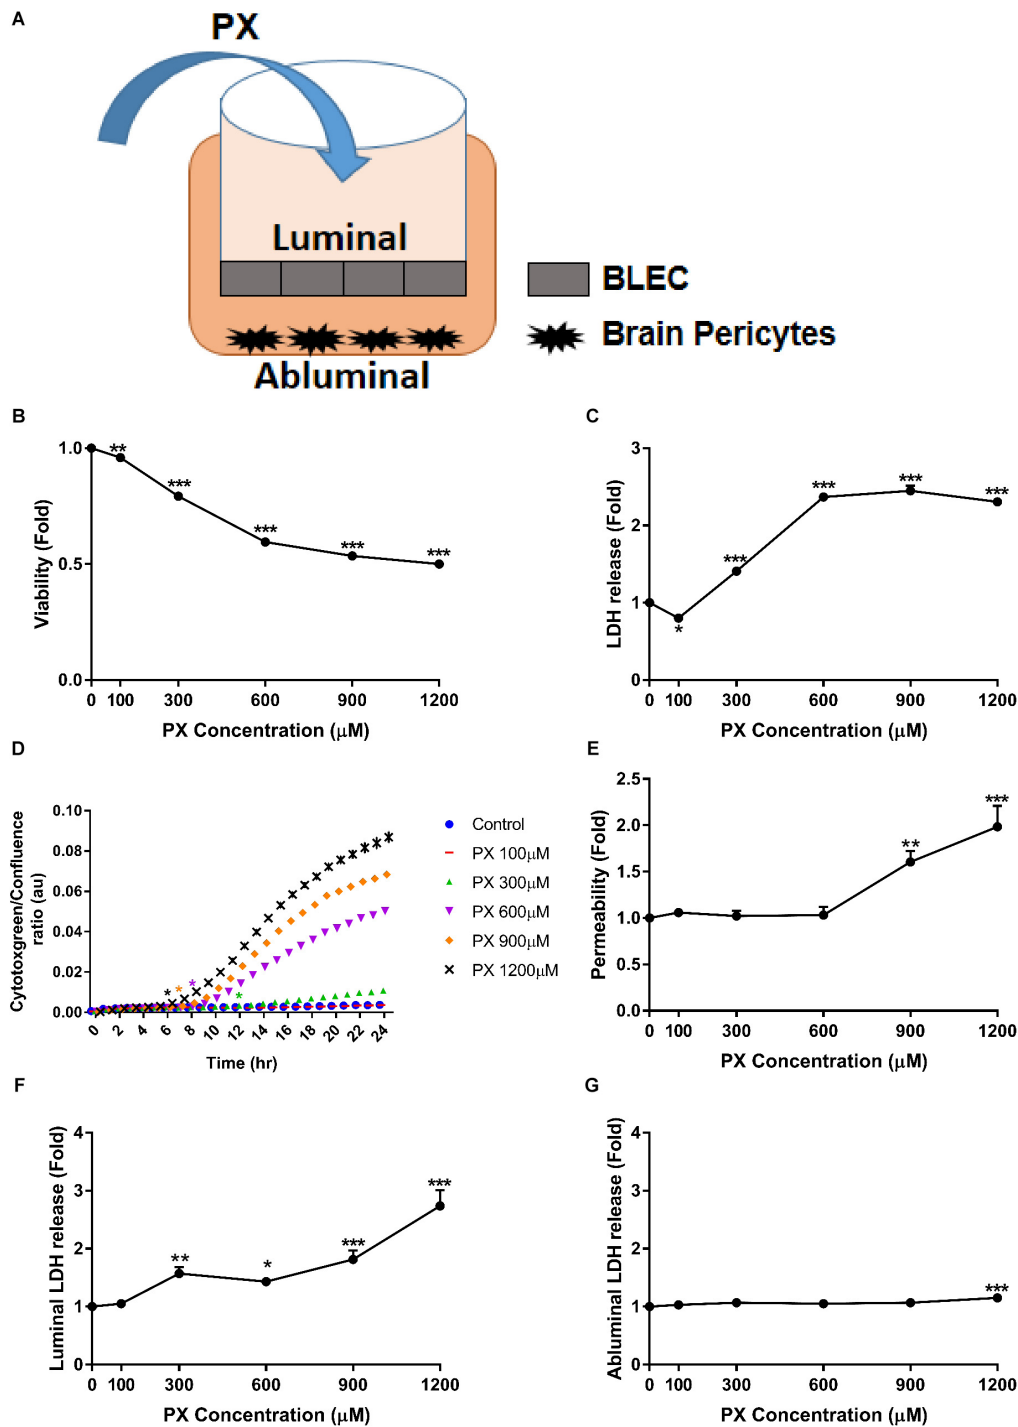 A
PX
Luminal
BLEC
Brain Pericytes
Abluminal
B
Viability (Fold)
1.0
0.5
0.0
**
***
***
***
***
0 100 300 600 900 1200
PX Concentration (μM)
C
LDH release (Fold)
3
2
1
0
*
***
***
***
***
0 100 300 600 900 1200
PX Concentration (μM)
D
Cytotoxgreen/Confluence
ratio (au)
0.10
0.08
0.06
0.04
0.02
0.00
*
*
*
*
0 2 4 6 8 10 12 14 16 18 20 22 24
Time (hr)
Control
PX 100μM
PX 300μM
PX 600μM
PX 900μM
PX 1200μM
E
Permeability (Fold)
2.5
2.0
1.5
1.0
0.5
0.0
**
***
0 100 300 600 900 1200
PX Concentration (μM)
F
Luminal LDH release (Fold)
4
3
2
1
0
**
*
***
***
0 100 300 600 900 1200
PX Concentration (μM)
G
Abluminal LDH release (Fold)
4
3
2
1
0
***
0 100 300 600 900 1200
PX Concentration (μM)